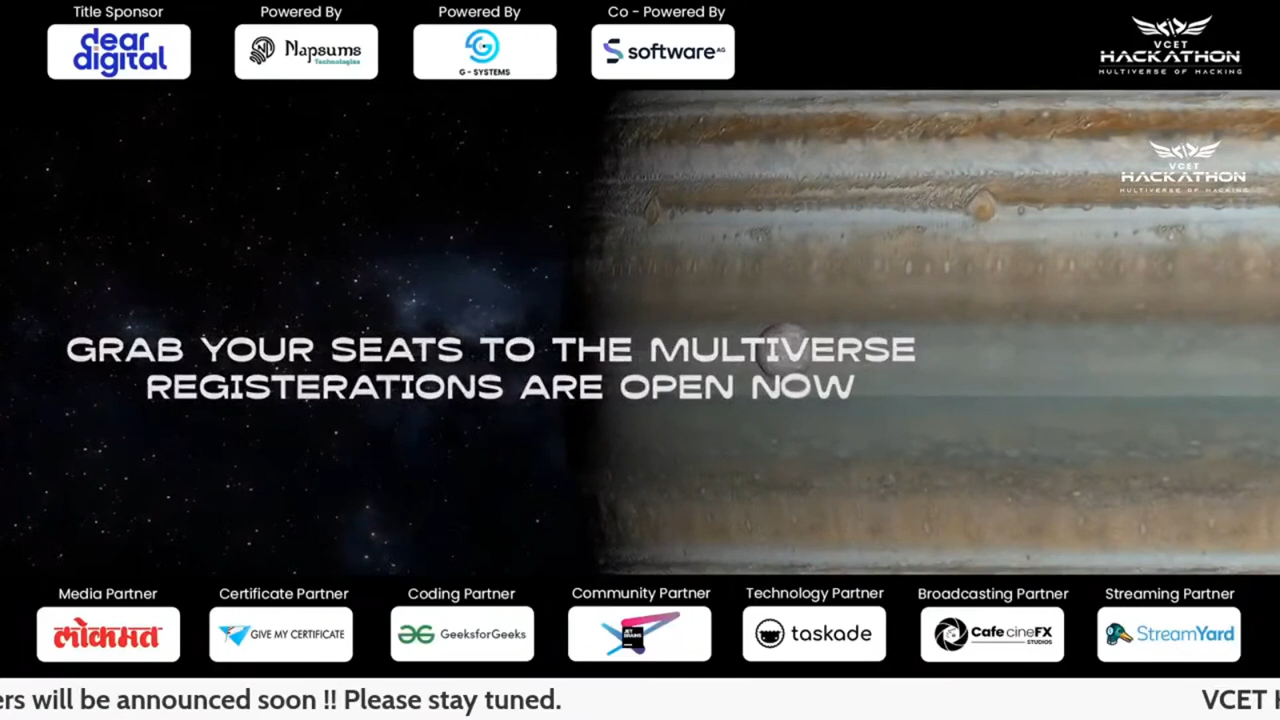 Title Sponsor
dear digital
Powered By
Napsums
Technologies
Powered By
G - SYSTEMS
Co - Powered By
software AG
VCET
HACKATHON
MULTIVERSE OF HACKING
VCET
HACKATHON
MULTIVERSE OF HACKING
GRAB YOUR SEATS TO THE MULTIVERSE
REGISTERATIONS ARE OPEN NOW
Media Partner
लोकमत
Certificate Partner
GIVE MY CERTIFICATE
Coding Partner
GeeksforGeeks
Community Partner
JET
BRAINS
Technology Partner
taskade
Broadcasting Partner
Cafe cineFX
STUDIOS
Streaming Partner
StreamYard
ers will be announced soon !! Please stay tuned.
VCET H